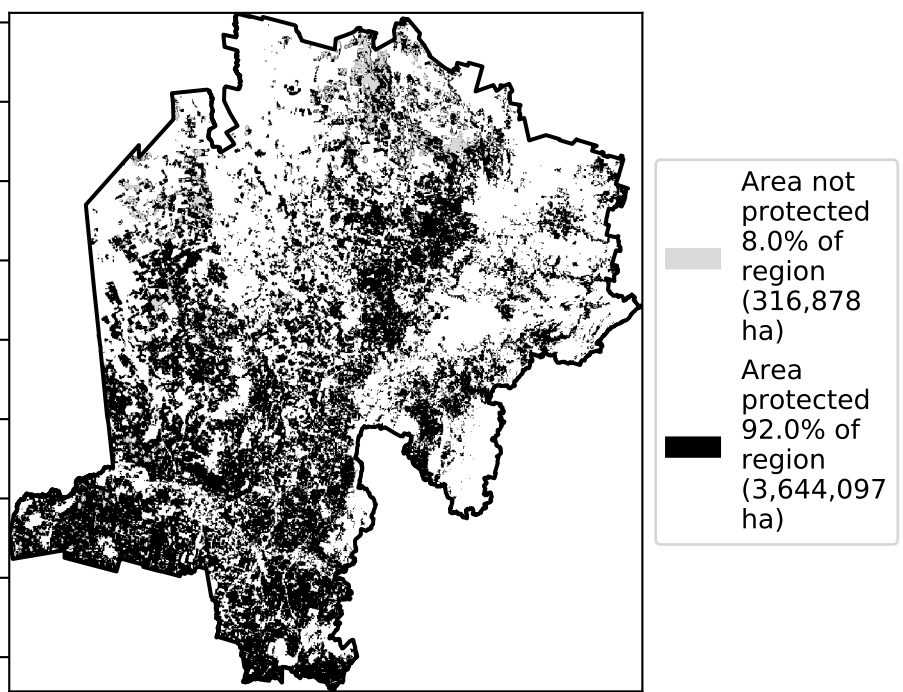 Area not
protected
8.0% of
region
(316,878
ha)
Area
protected
92.0% of
region
(3,644,097
ha)